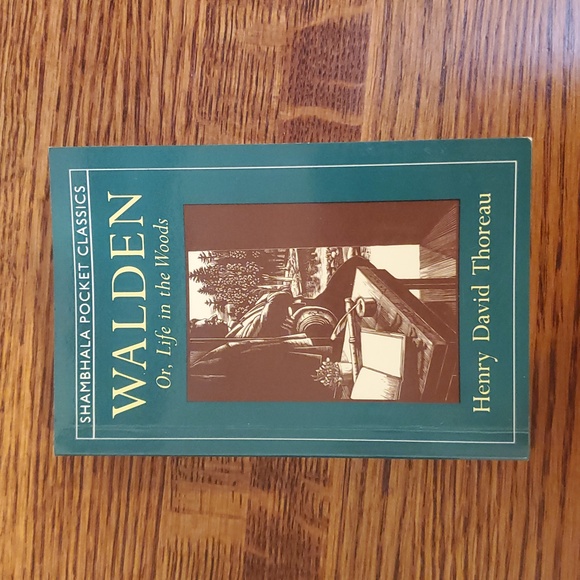 SHAMBHALA POCKET CLASSICS
WALDEN
Or, Life in the Woods
Henry David Thoreau